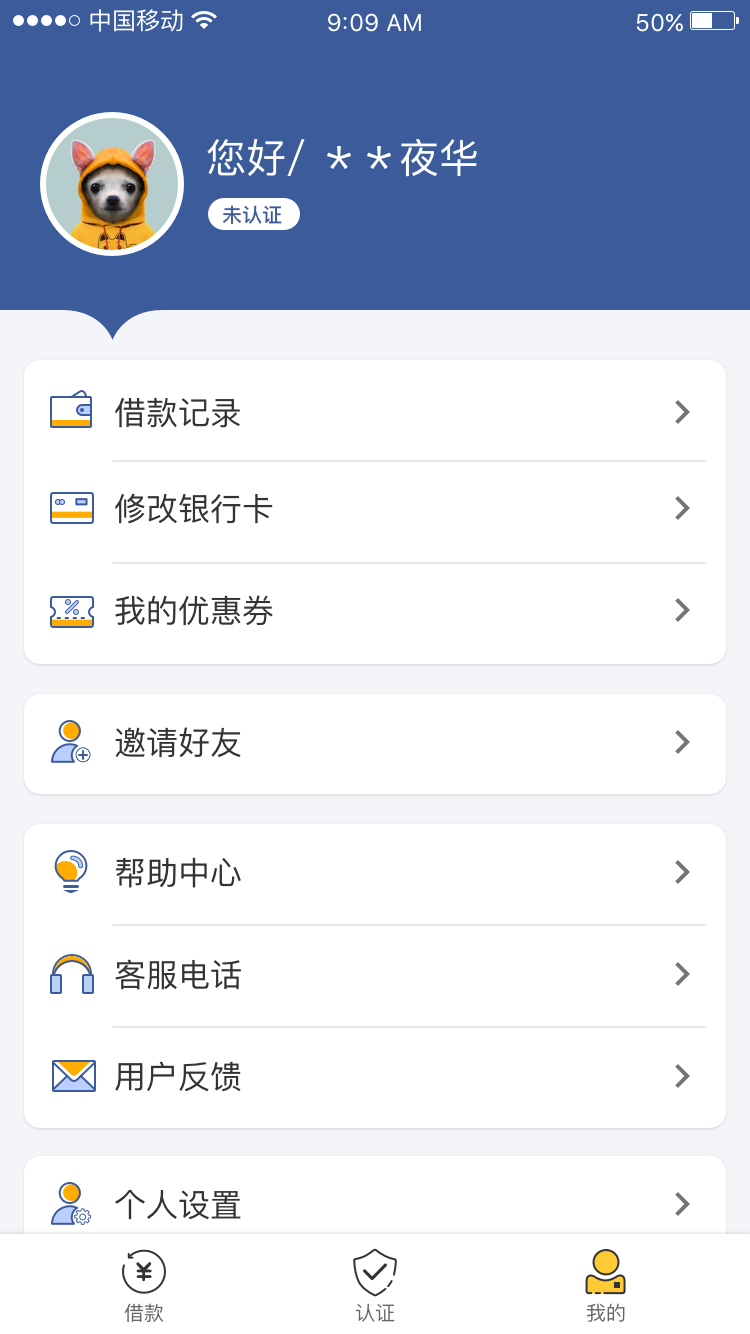 中国移动 9:09 AM 50%
您好/ ＊＊夜华
未认证
借款记录
修改银行卡
我的优惠券
邀请好友
帮助中心
客服电话
用户反馈
个人设置
借款 认证 我的